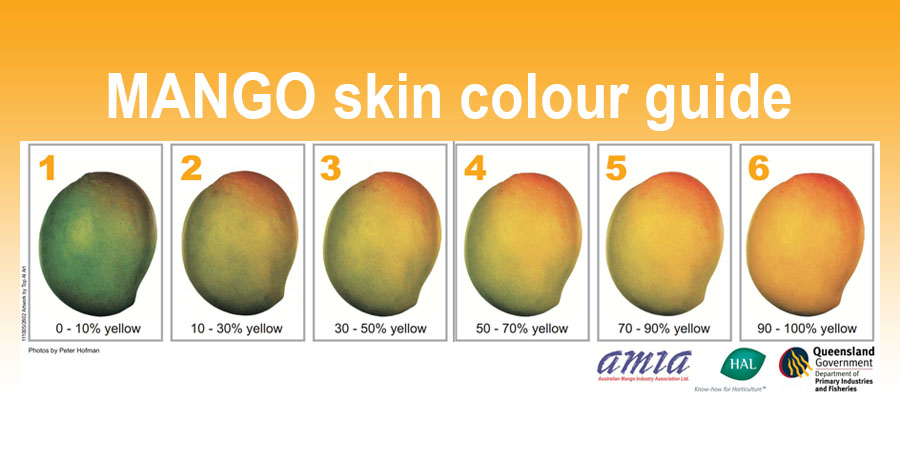 MANGO skin colour guide
1
2
3
4
5
6
0 - 10% yellow
10 - 30% yellow
30 - 50% yellow
50 - 70% yellow
70 - 90% yellow
90 - 100% yellow
Photos by Peter Hofman
amia
Australian Mango Industry Association Ltd.
HAL
Know-how for Horticulture™
Queensland
Government
Department of
Primary Industries
and Fisheries